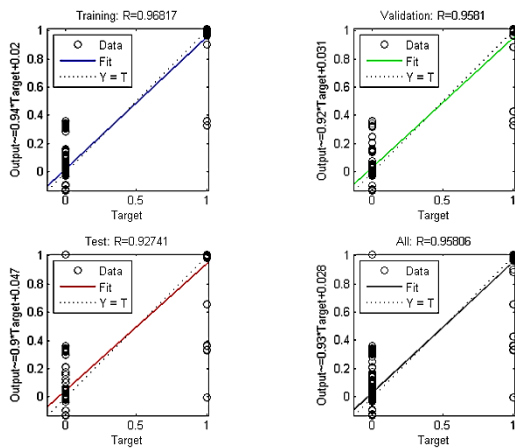 Training: R=0.96817
Output~=0.94*Target+0.02
1
0.8
0.6
0.4
0.2
0
Data
Fit
Y = T
0
0.5
1
Target
Validation: R=0.9581
Output~=0.92*Target+0.031
1
0.8
0.6
0.4
0.2
0
Data
Fit
Y = T
0
0.5
1
Target
Test: R=0.92741
Output~=0.9*Target+0.047
1
0.8
0.6
0.4
0.2
0
Data
Fit
Y = T
0
0.5
1
Target
All: R=0.95806
Output~=0.93*Target+0.028
1
0.8
0.6
0.4
0.2
0
Data
Fit
Y = T
0
0.5
1
Target